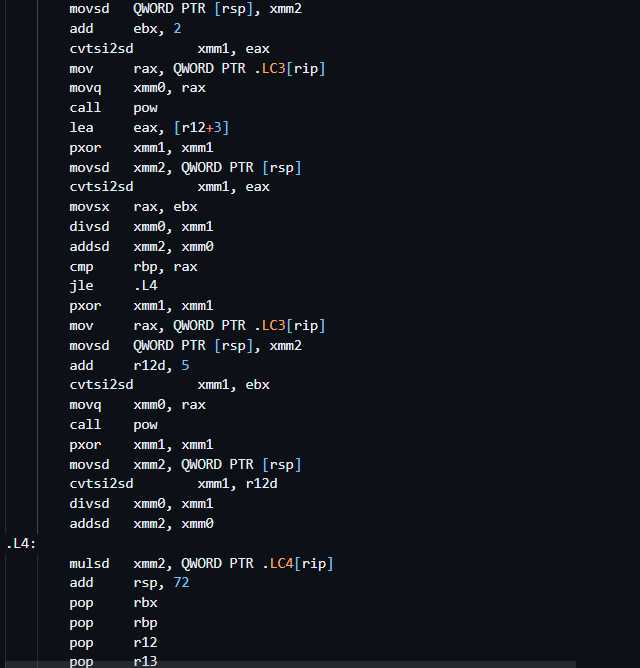 movsd QWORD PTR [rsp], xmm2
add ebx, 2
cvtsi2sd xmm1, eax
mov rax, QWORD PTR .LC3[rip]
movq xmm0, rax
call pow
lea eax, [r12+3]
pxor xmm1, xmm1
movsd xmm2, QWORD PTR [rsp]
cvtsi2sd xmm1, eax
movsx rax, ebx
divsd xmm0, xmm1
addsd xmm2, xmm0
cmp rbp, rax
jle .L4
pxor xmm1, xmm1
mov rax, QWORD PTR .LC3[rip]
movsd QWORD PTR [rsp], xmm2
add r12d, 5
cvtsi2sd xmm1, ebx
movq xmm0, rax
call pow
pxor xmm1, xmm1
movsd xmm2, QWORD PTR [rsp]
cvtsi2sd xmm1, r12d
divsd xmm0, xmm1
addsd xmm2, xmm0
.L4:
mulsd xmm2, QWORD PTR .LC4[rip]
add rsp, 72
pop rbx
pop rbp
pop r12
pop r13